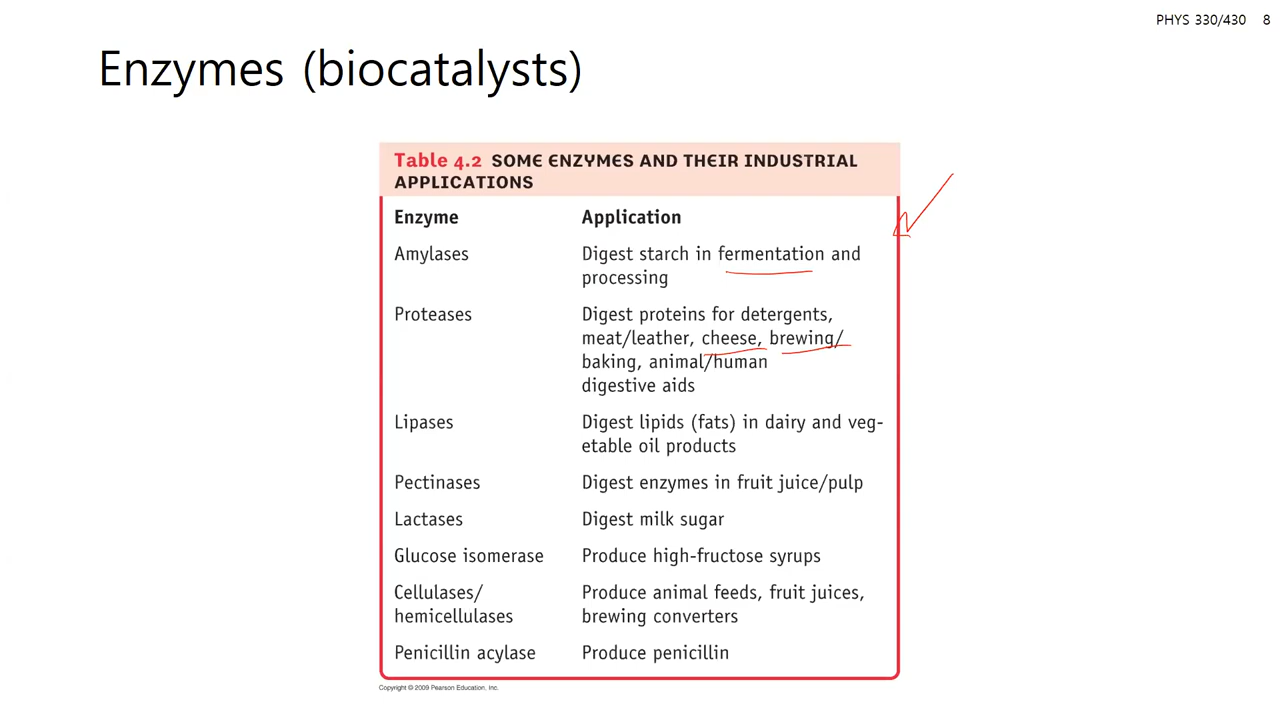 PHYS 330/430 8
Enzymes (biocatalysts)
Table 4.2 SOME ENZYMES AND THEIR INDUSTRIAL
APPLICATIONS
Enzyme Application
Amylases Digest starch in fermentation and
processing
Proteases Digest proteins for detergents,
meat/leather, cheese, brewing/
baking, animal/human
digestive aids
Lipases Digest lipids (fats) in dairy and veg-
etable oil products
Pectinases Digest enzymes in fruit juice/pulp
Lactases Digest milk sugar
Glucose isomerase Produce high-fructose syrups
Cellulases/ Produce animal feeds, fruit juices,
hemicellulases brewing converters
Penicillin acylase Produce penicillin
Copyright © 2009 Pearson Education, Inc.